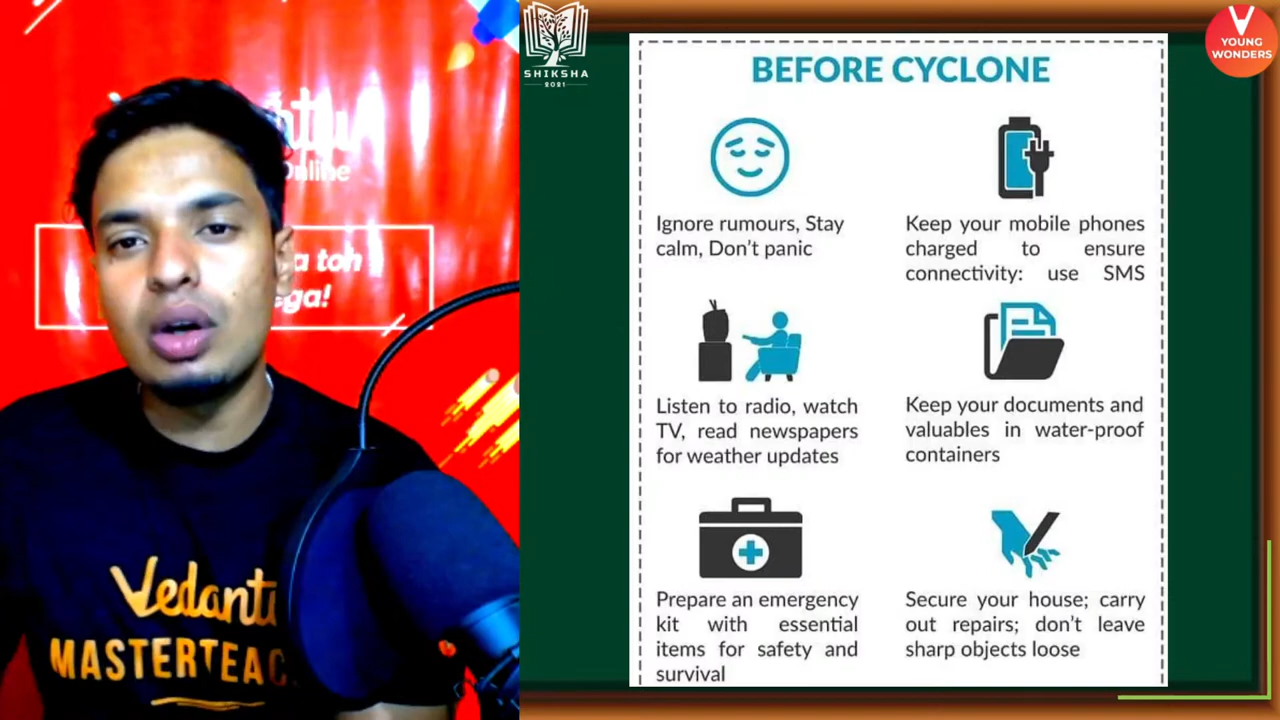 SHIKSHA
2021
YOUNG
WONDERS
BEFORE CYCLONE
Ignore rumours, Stay
calm, Don't panic
Keep your mobile phones
charged to ensure
connectivity: use SMS
Listen to radio, watch
TV, read newspapers
for weather updates
Keep your documents and
valuables in water-proof
containers
Prepare an emergency
kit with essential
items for safety and
survival
Secure your house; carry
out repairs; don't leave
sharp objects loose
Online
a toh
ega!
Vedantu
MASTERTEAC